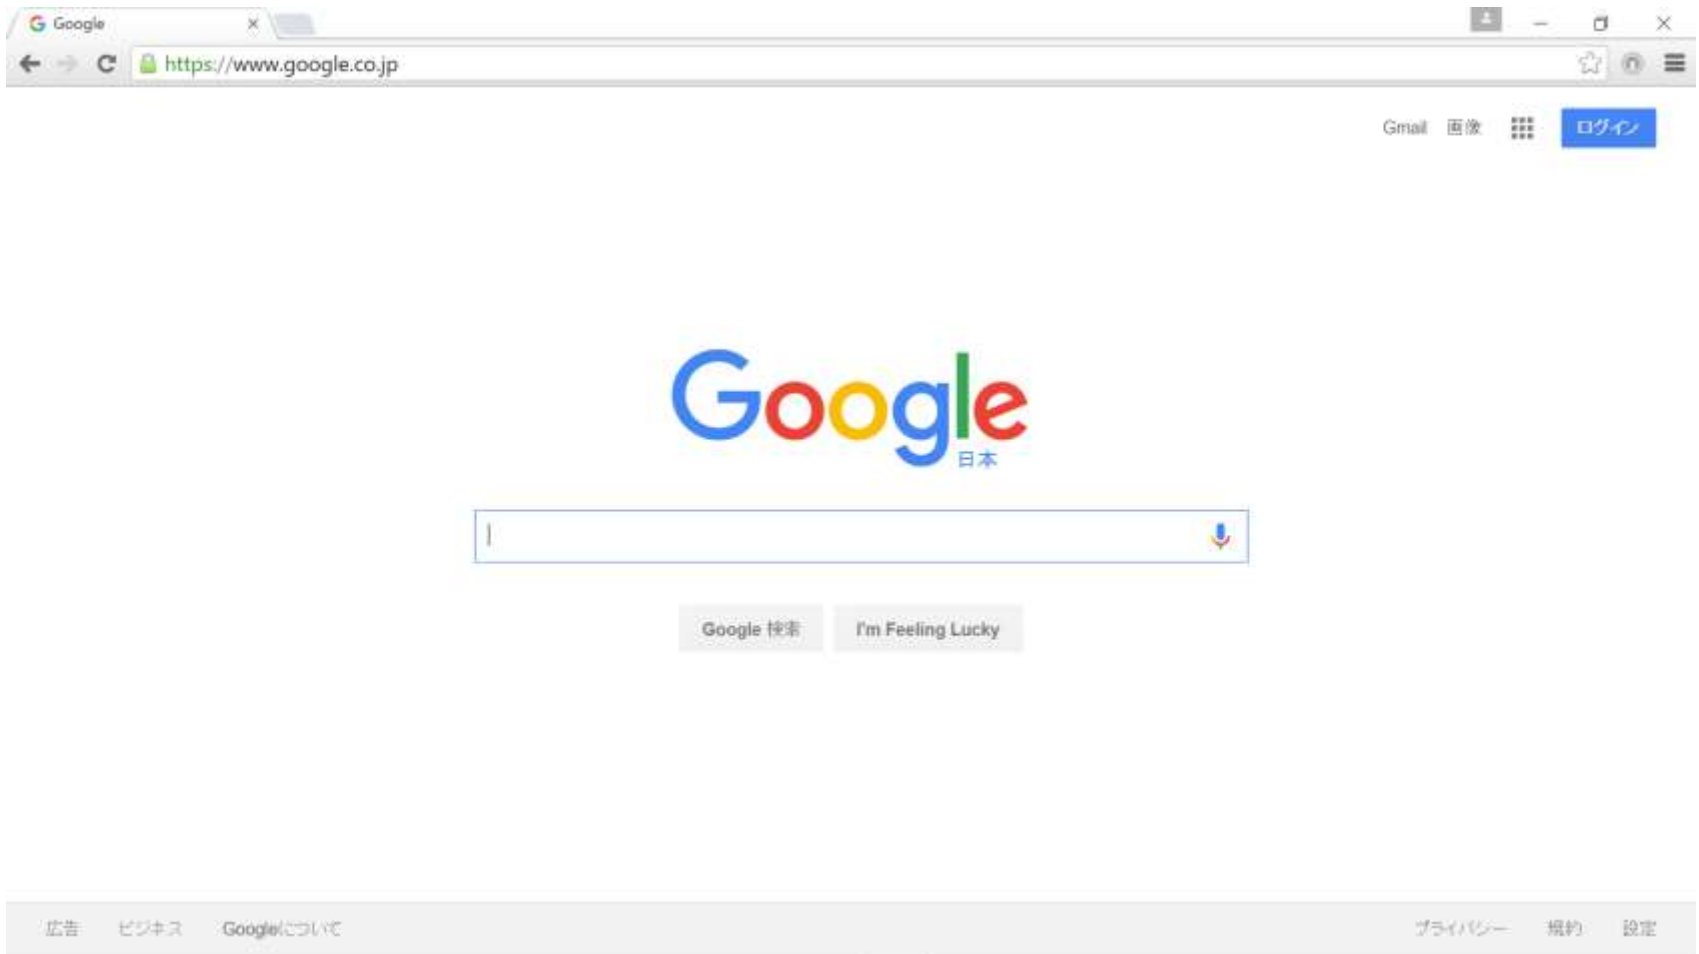 Google
https://www.google.co.jp
Gmail 画像 ログイン
Google
日本
Google 検索 I'm Feeling Lucky
広告 ビジネス Googleについて プライバシー 規約 設定